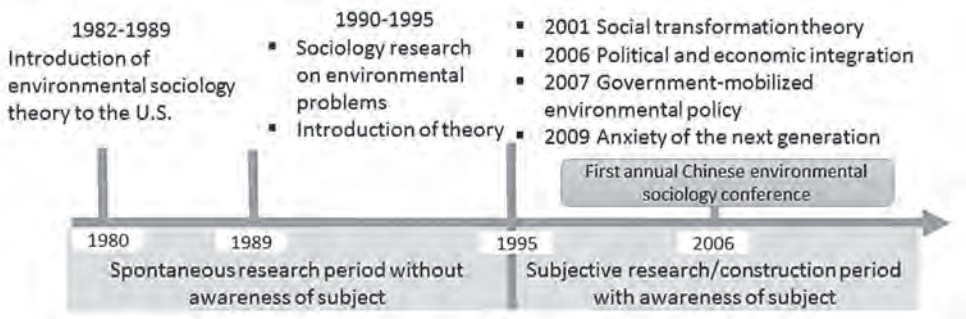 1982-1989
Introduction of
environmental sociology
theory to the U.S.
1990-1995
▪ Sociology research
on environmental
problems
▪ Introduction of theory
▪ 2001 Social transformation theory
▪ 2006 Political and economic integration
▪ 2007 Government-mobilized
environmental policy
▪ 2009 Anxiety of the next generation
First annual Chinese environmental
sociology conference
1980
1989
1995
2006
Spontaneous research period without
awareness of subject
Subjective research/construction period
with awareness of subject